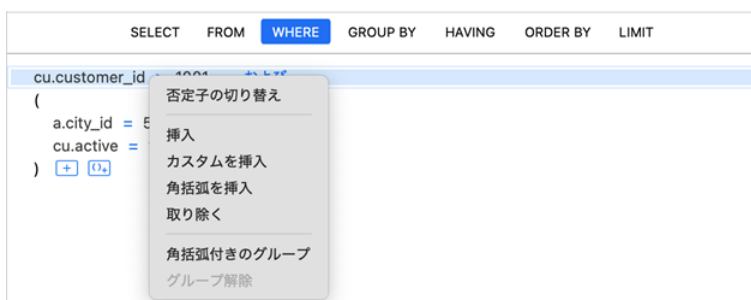 SELECT FROM WHERE GROUP BY HAVING ORDER BY LIMIT
cu.customer_id
(
a.city_id = 5
cu.active =
)
否定子の切り替え
挿入
カスタムを挿入
角括弧を挿入
取り除く
角括弧付きのグループ
グループ解除